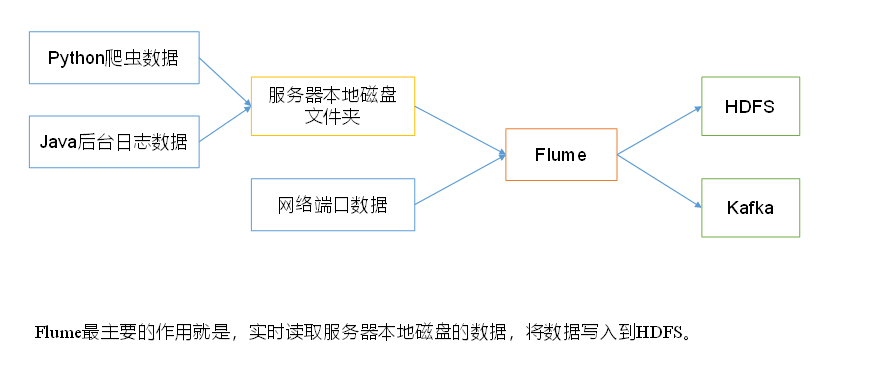 Python爬虫数据
Java后台日志数据
服务器本地磁盘
文件夹
网络端口数据
Flume
HDFS
Kafka
Flume最主要的作用就是，实时读取服务器本地磁盘的数据，将数据写入到HDFS。